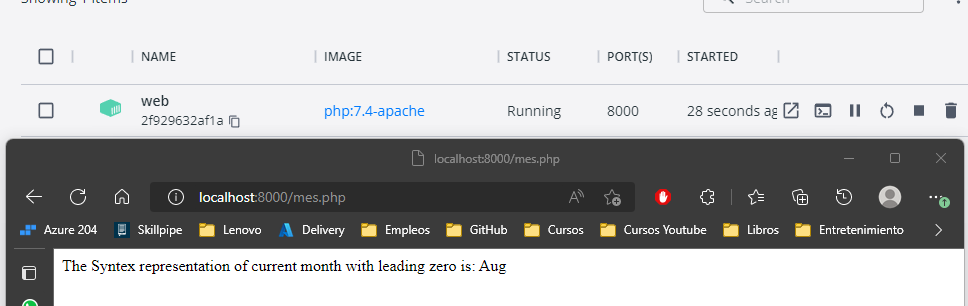 Showing 1 items
Search
NAME IMAGE STATUS PORT(S) STARTED
web
2f929632af1a php:7.4-apache Running 8000 28 seconds ag
localhost:8000/mes.php
localhost:8000/mes.php
Azure 204 Skillpipe Lenovo Delivery Empleos GitHub Cursos Cursos Youtube Libros Entretenimiento
The Syntex representation of current month with leading zero is: Aug